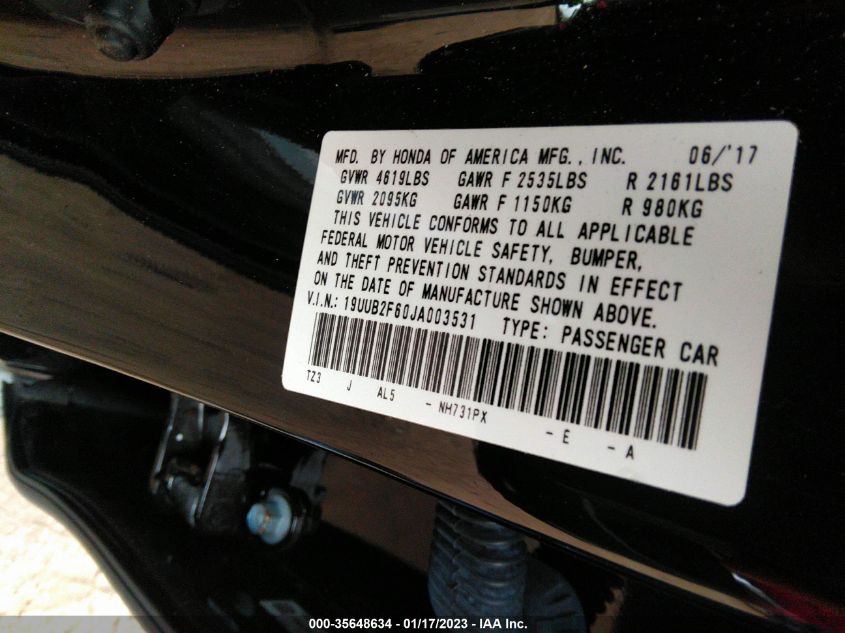 MFD. BY HONDA OF AMERICA MFG., INC. 06/'17
GVWR 4619LBS GAWR F 2535LBS R 2161LBS
GVWR 2095KG GAWR F 1150KG R 980KG
THIS VEHICLE CONFORMS TO ALL APPLICABLE
FEDERAL MOTOR VEHICLE SAFETY, BUMPER,
AND THEFT PREVENTION STANDARDS IN EFFECT
ON THE DATE OF MANUFACTURE SHOWN ABOVE.
V.I.N.: 19UUB2F60JA003531 TYPE: PASSENGER CAR
TZ3 J AL5 - NH731PX - E - A
000-35648634 - 01/17/2023 - IAA Inc.